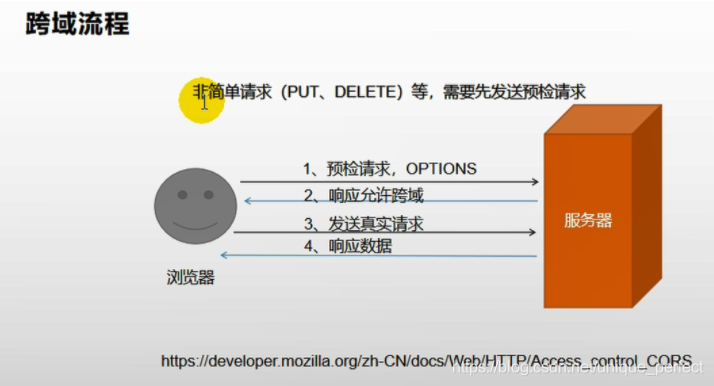 跨域流程
非简单请求（PUT、DELETE）等，需要先发送预检请求
1、预检请求，OPTIONS
2、响应允许跨域
3、发送真实请求
4、响应数据
服务器
浏览器
https://developer.mozilla.org/zh-CN/docs/Web/HTTP/Access_control_CORS
https://blog.csdn.net/unique_perfect